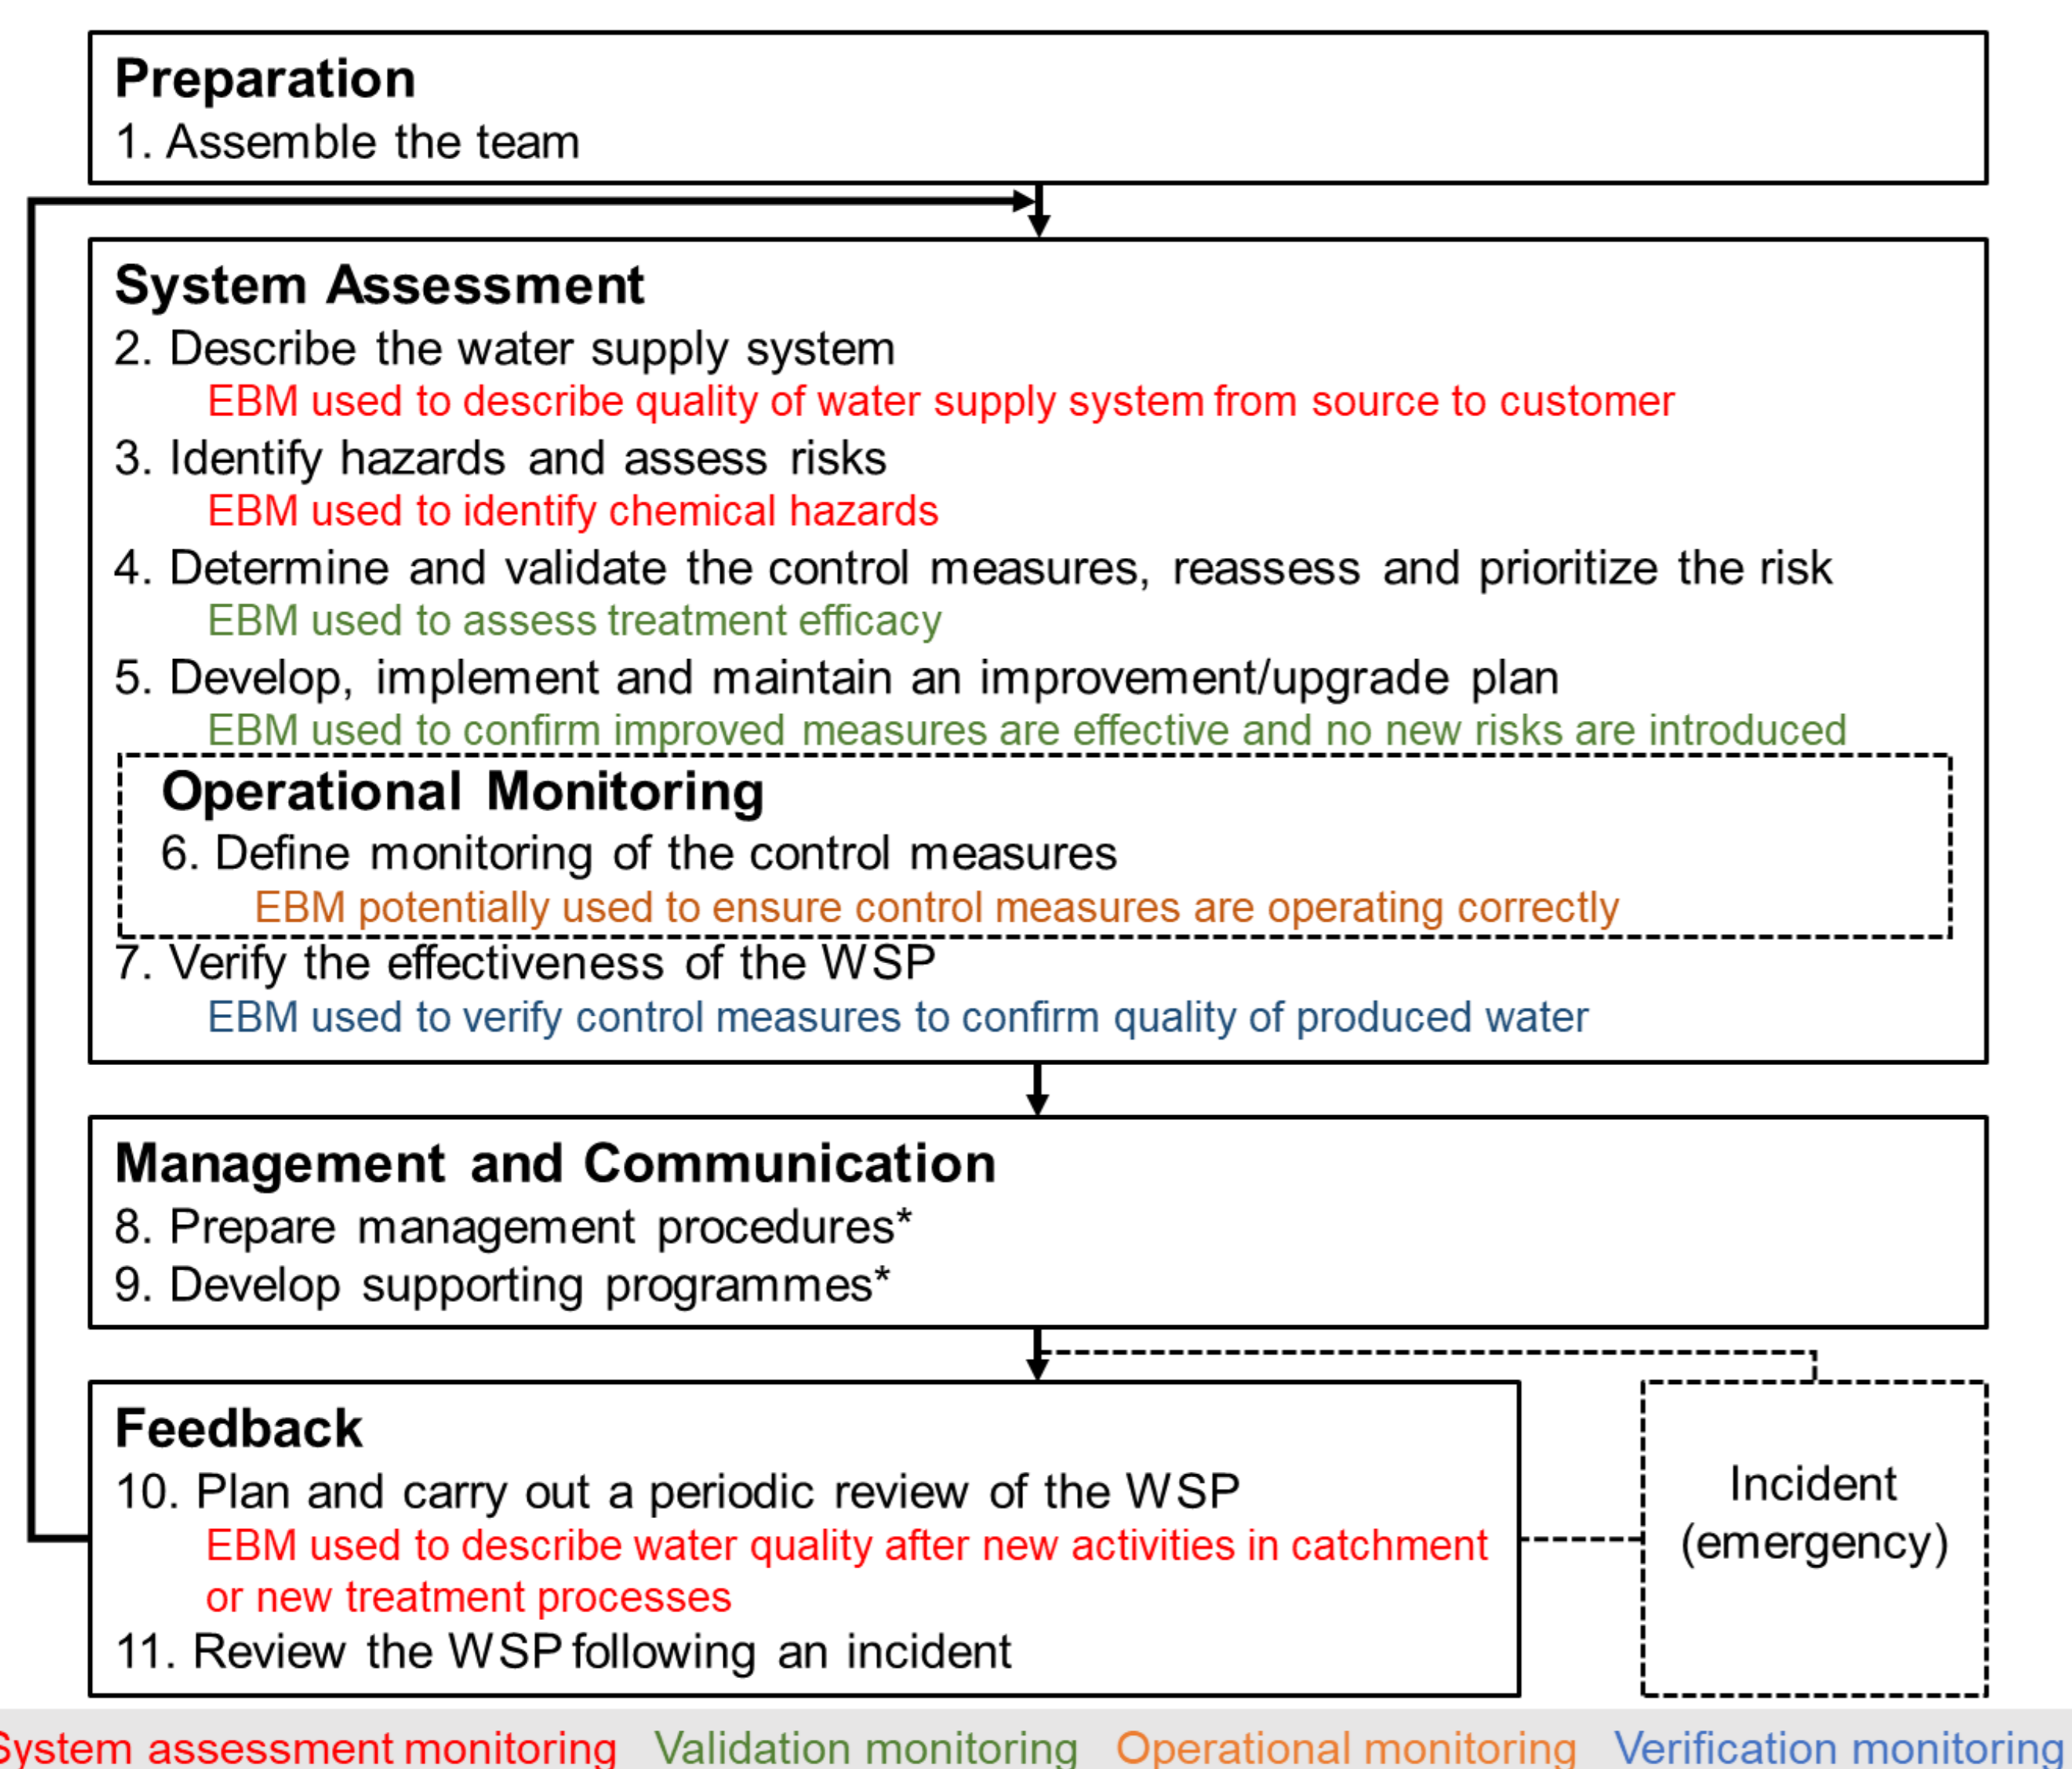 Preparation
1. Assemble the team
System Assessment
2. Describe the water supply system
EBM used to describe quality of water supply system from source to customer
3. Identify hazards and assess risks
EBM used to identify chemical hazards
4. Determine and validate the control measures, reassess and prioritize the risk
EBM used to assess treatment efficacy
5. Develop, implement and maintain an improvement/upgrade plan
EBM used to confirm improved measures are effective and no new risks are introduced
Operational Monitoring
6. Define monitoring of the control measures
EBM potentially used to ensure control measures are operating correctly
7. Verify the effectiveness of the WSP
EBM used to verify control measures to confirm quality of produced water
Management and Communication
8. Prepare management procedures*
9. Develop supporting programmes*
Feedback
10. Plan and carry out a periodic review of the WSP
EBM used to describe water quality after new activities in catchment
or new treatment processes
11. Review the WSP following an incident
Incident
(emergency)
System assessment monitoring Validation monitoring Operational monitoring Verification monitoring